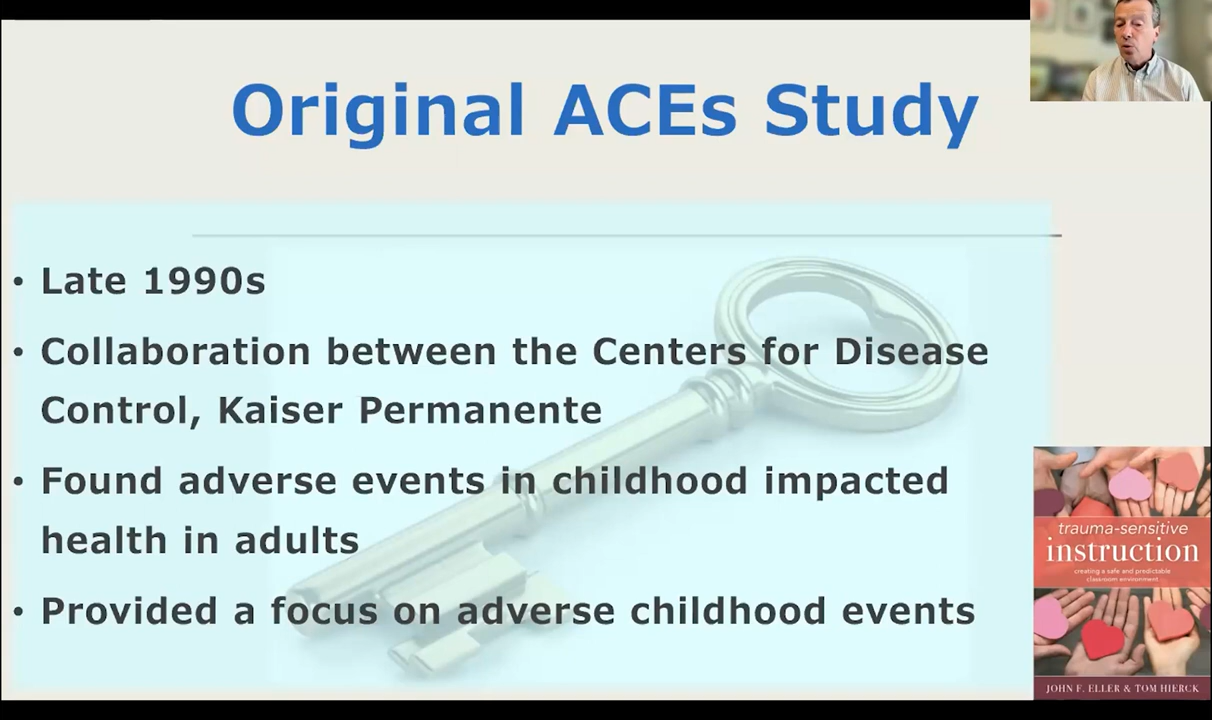 Original ACEs Study
• Late 1990s
• Collaboration between the Centers for Disease
Control, Kaiser Permanente
• Found adverse events in childhood impacted
health in adults
• Provided a focus on adverse childhood events
trauma-sensitive
instruction
creating a safe and predictable
classroom environment
JOHN F. ELLER & TOM HIERCK